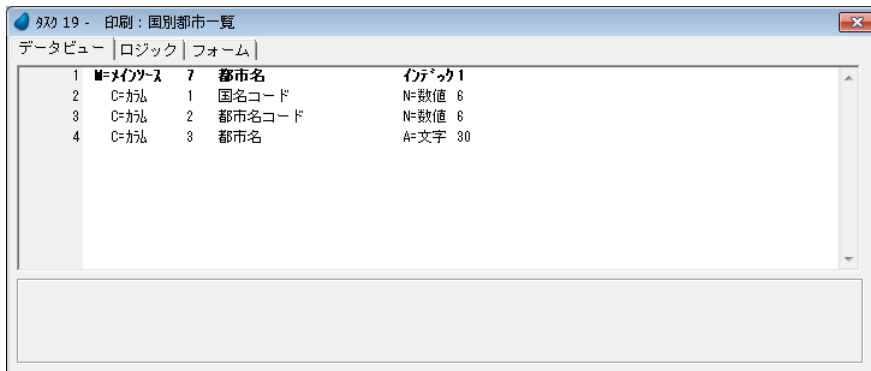 タスク 19 - 印刷 : 国別都市一覧
データビュー ロジック フォーム
1 M=メインソース 7 都市名 インデックス 1
2 C=カラム 1 国名コード N=数値 6
3 C=カラム 2 都市名コード N=数値 6
4 C=カラム 3 都市名 A=文字 30